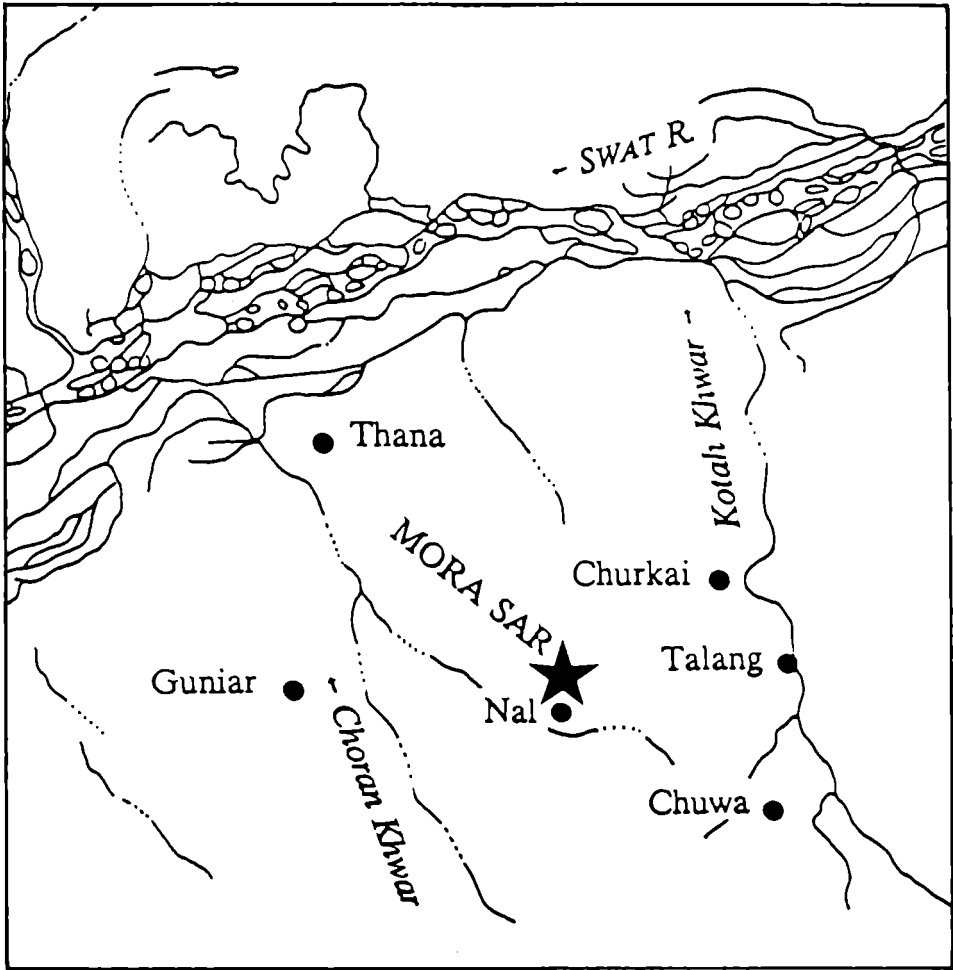 - SWAT R.
Kotah Khwar →
Thana
MORA SAR
Churkai
Talang
Guniar
Nal
← Choran Khwar
Chuwa